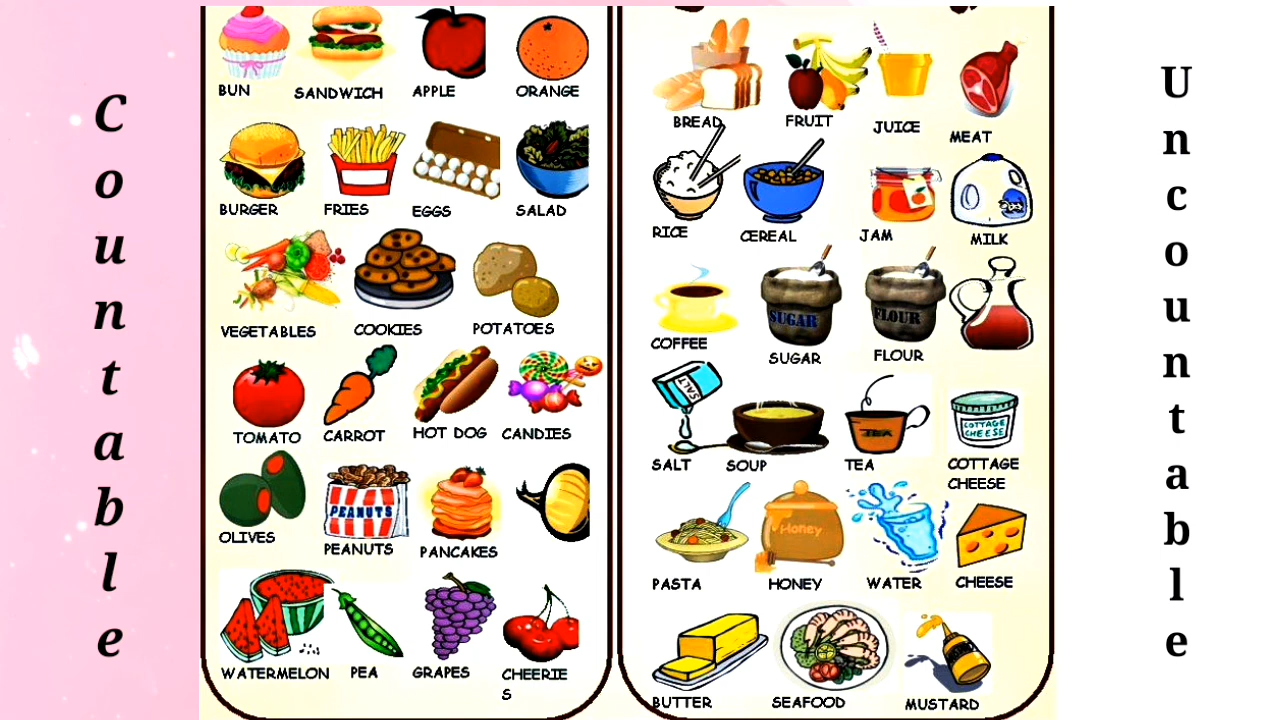 Countable
BUN SANDWICH APPLE ORANGE
BURGER FRIES EGGS SALAD
VEGETABLES COOKIES POTATOES
TOMATO CARROT HOT DOG CANDIES
PEANUTS
OLIVES PEANUTS PANCAKES
WATERMELON PEA GRAPES CHEERIE
S
BREAD FRUIT JUICE MEAT
RICE CEREAL JAM MILK
SUGAR FLOUR
COFFEE SUGAR FLOUR
SALT
TEA
COTTAGE
CHEESE
SALT SOUP TEA COTTAGE
CHEESE
Honey
PASTA HONEY WATER CHEESE
BUTTER SEAFOOD MUSTARD
Uncountable